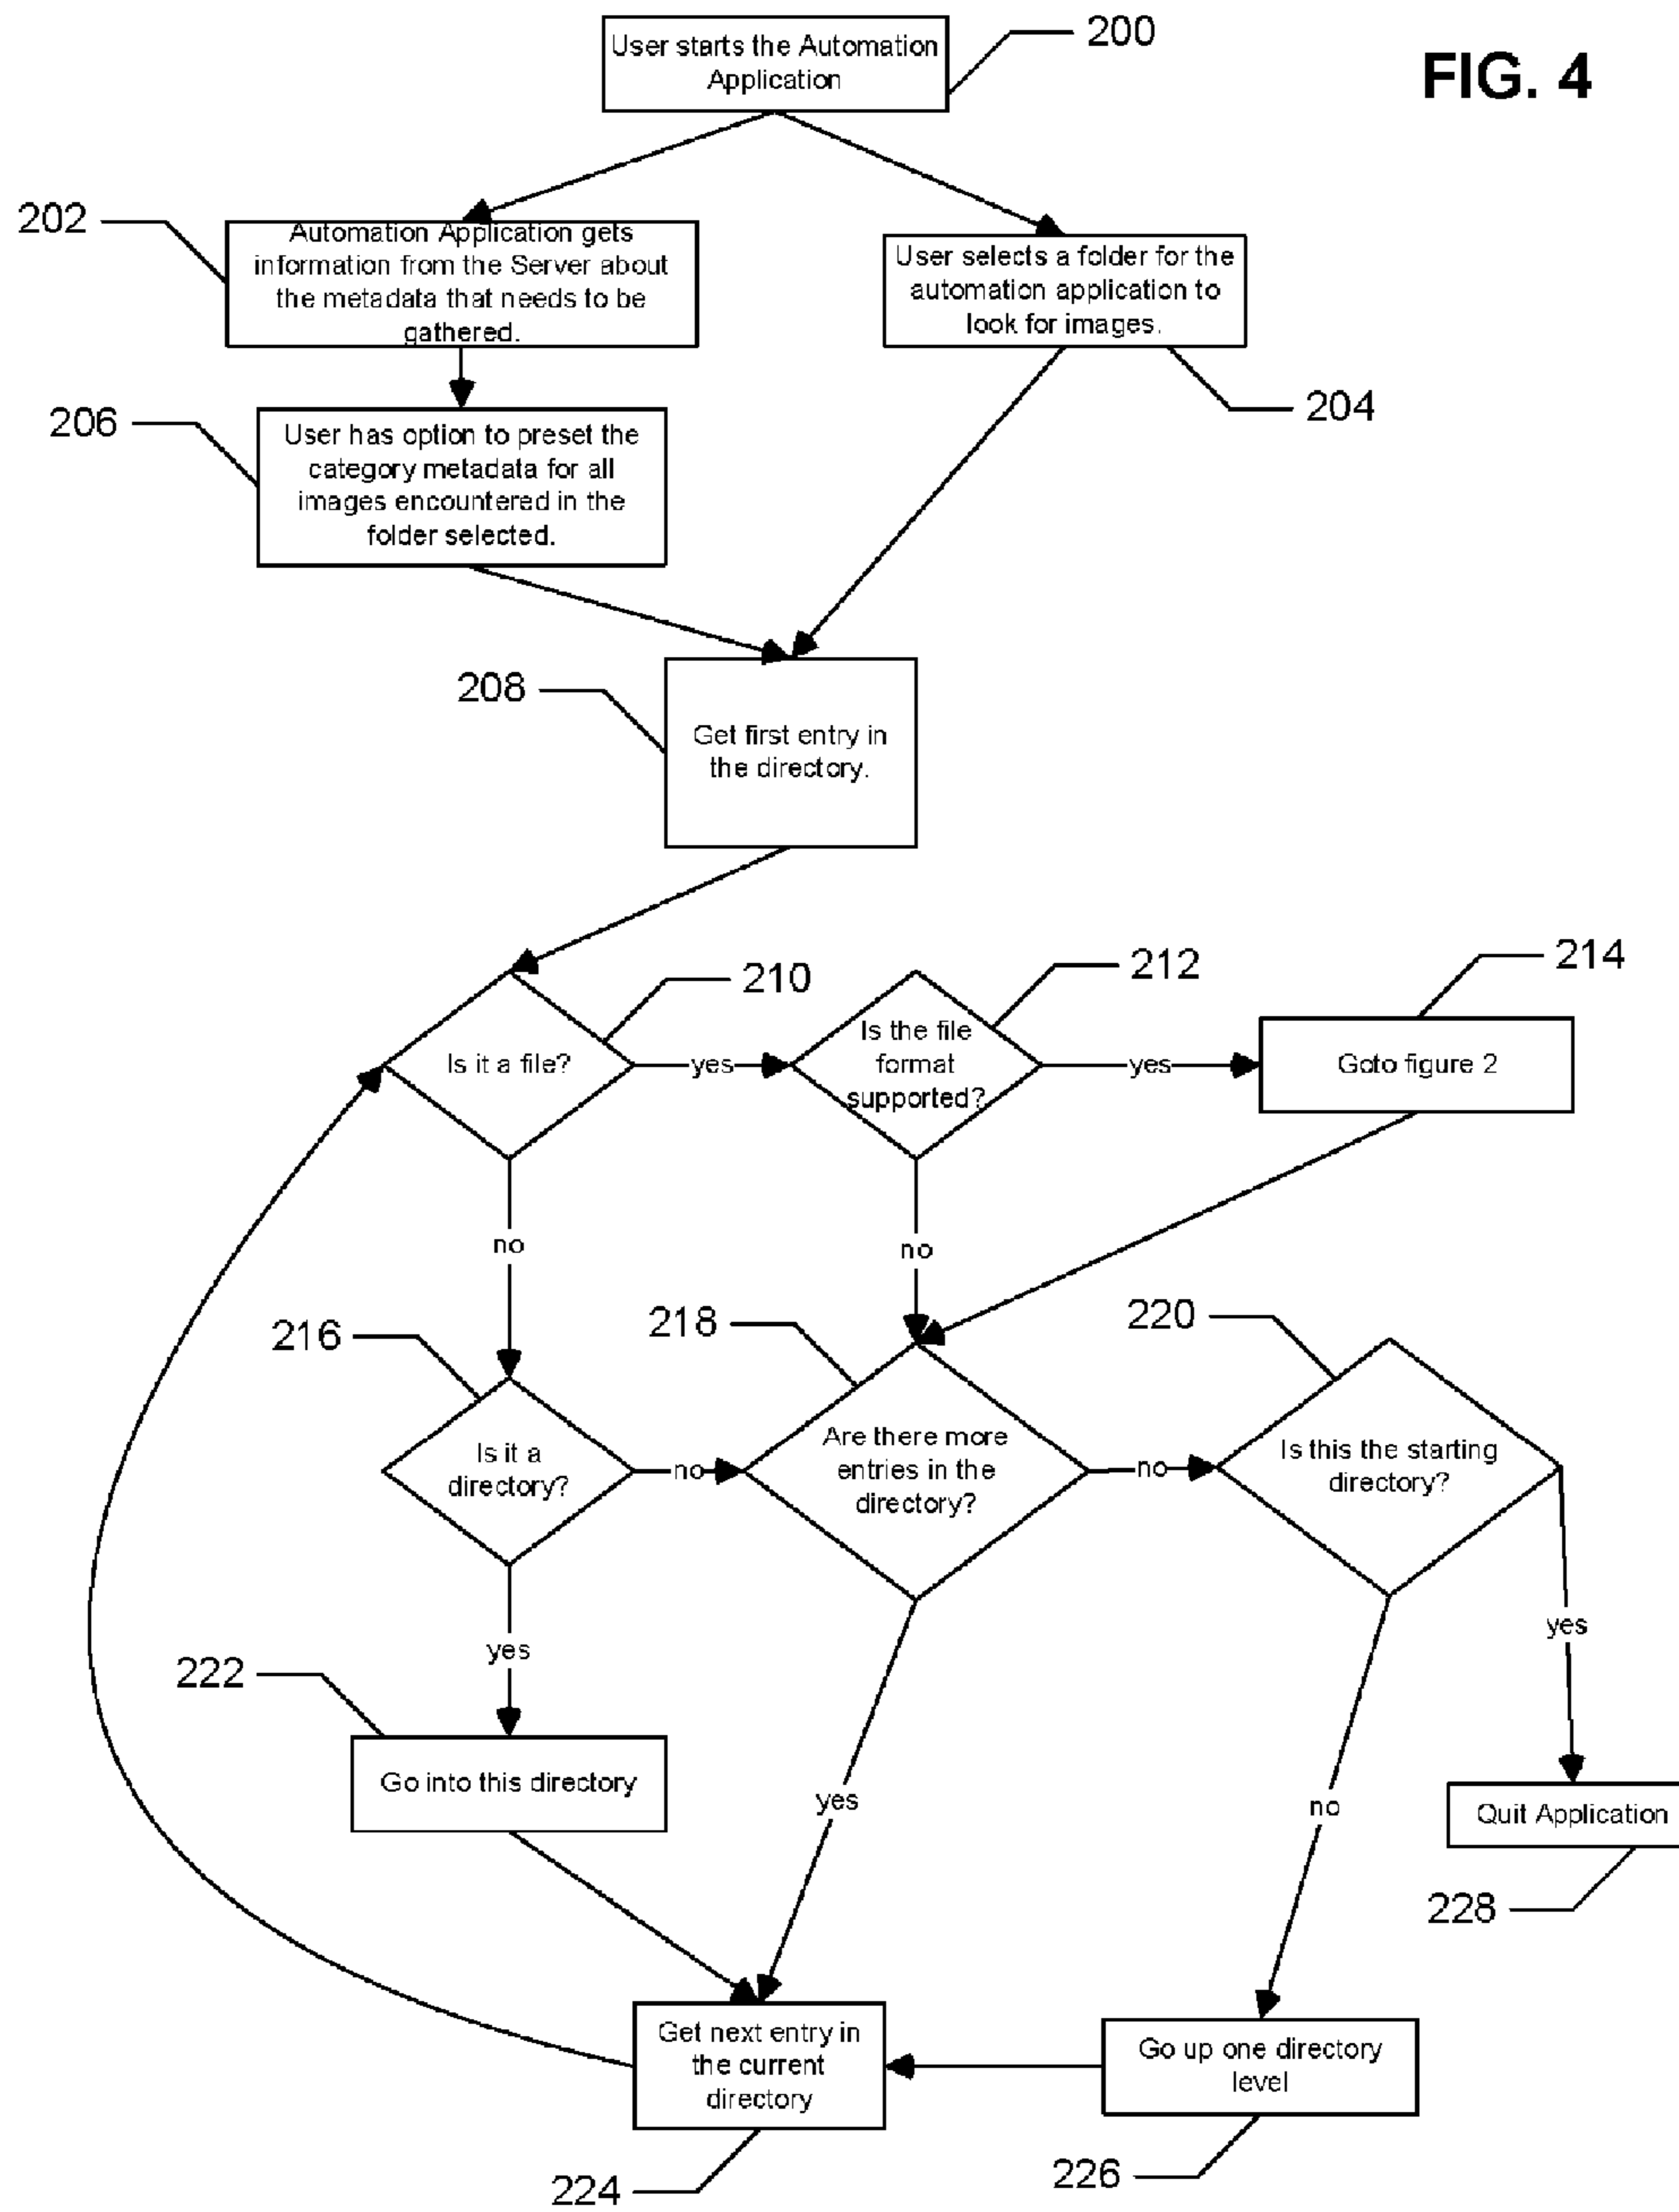 User starts the Automation
Application
200
FIG. 4
202
Automation Application gets
information from the Server about
the metadata that needs to be
gathered.
User selects a folder for the
automation application to
look for images.
204
206
User has option to preset the
category metadata for all
images encountered in the
folder selected.
208
Get first entry in
the directory.
210
212
214
Is it a file?
yes
Is the file
format
supported?
yes
Goto figure 2
no
no
216
218
220
Is it a
directory?
no
Are there more
entries in the
directory?
no
Is this the starting
directory?
yes
yes
yes
no
222
Go into this directory
Quit Application
228
Get next entry in
the current
directory
Go up one directory
level
224
226